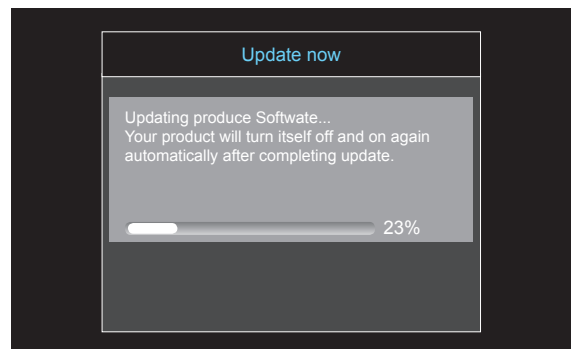 Update now
Updating produce Softwate...
Your product will turn itself off and on again
automatically after completing update.
23%